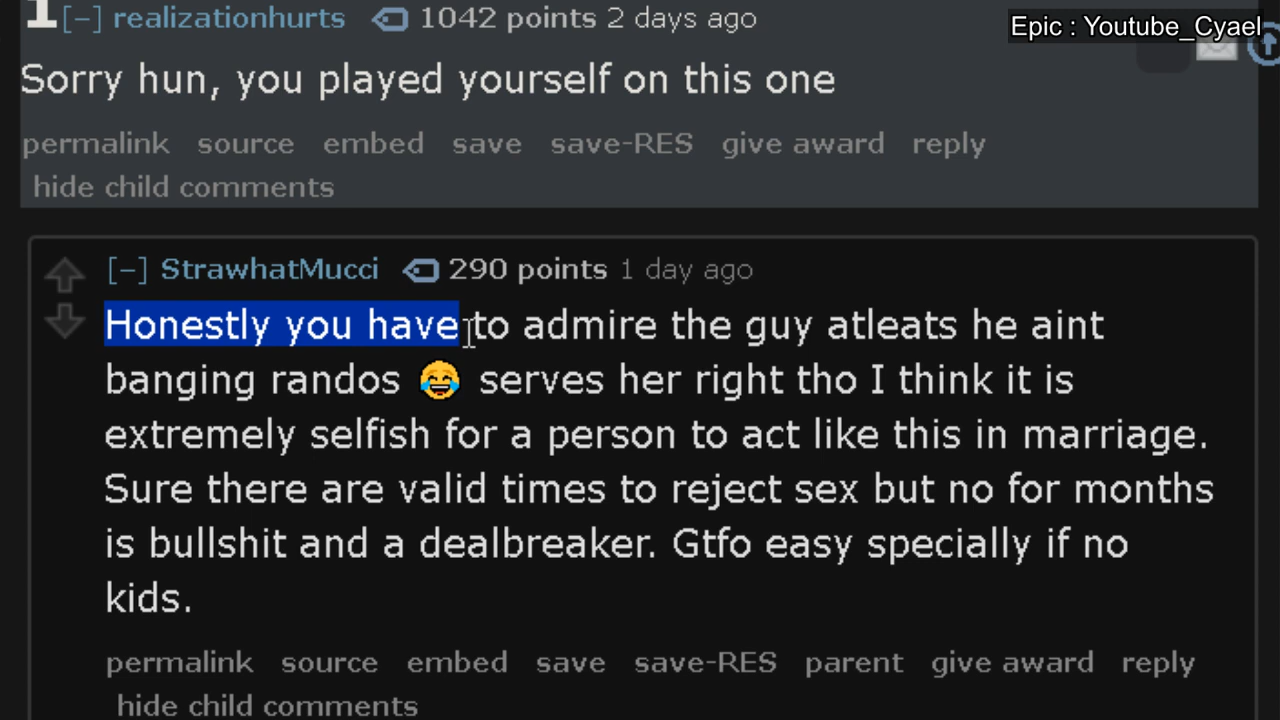 [–] realizationhurts 1042 points 2 days ago
Epic : Youtube_Cyael
Sorry hun, you played yourself on this one
permalink source embed save save-RES give award reply
hide child comments
[–] StrawhatMucci 290 points 1 day ago
Honestly you have to admire the guy atleats he aint
banging randos 😂 serves her right tho I think it is
extremely selfish for a person to act like this in marriage.
Sure there are valid times to reject sex but no for months
is bullshit and a dealbreaker. Gtfo easy specially if no
kids.
permalink source embed save save-RES parent give award reply
hide child comments